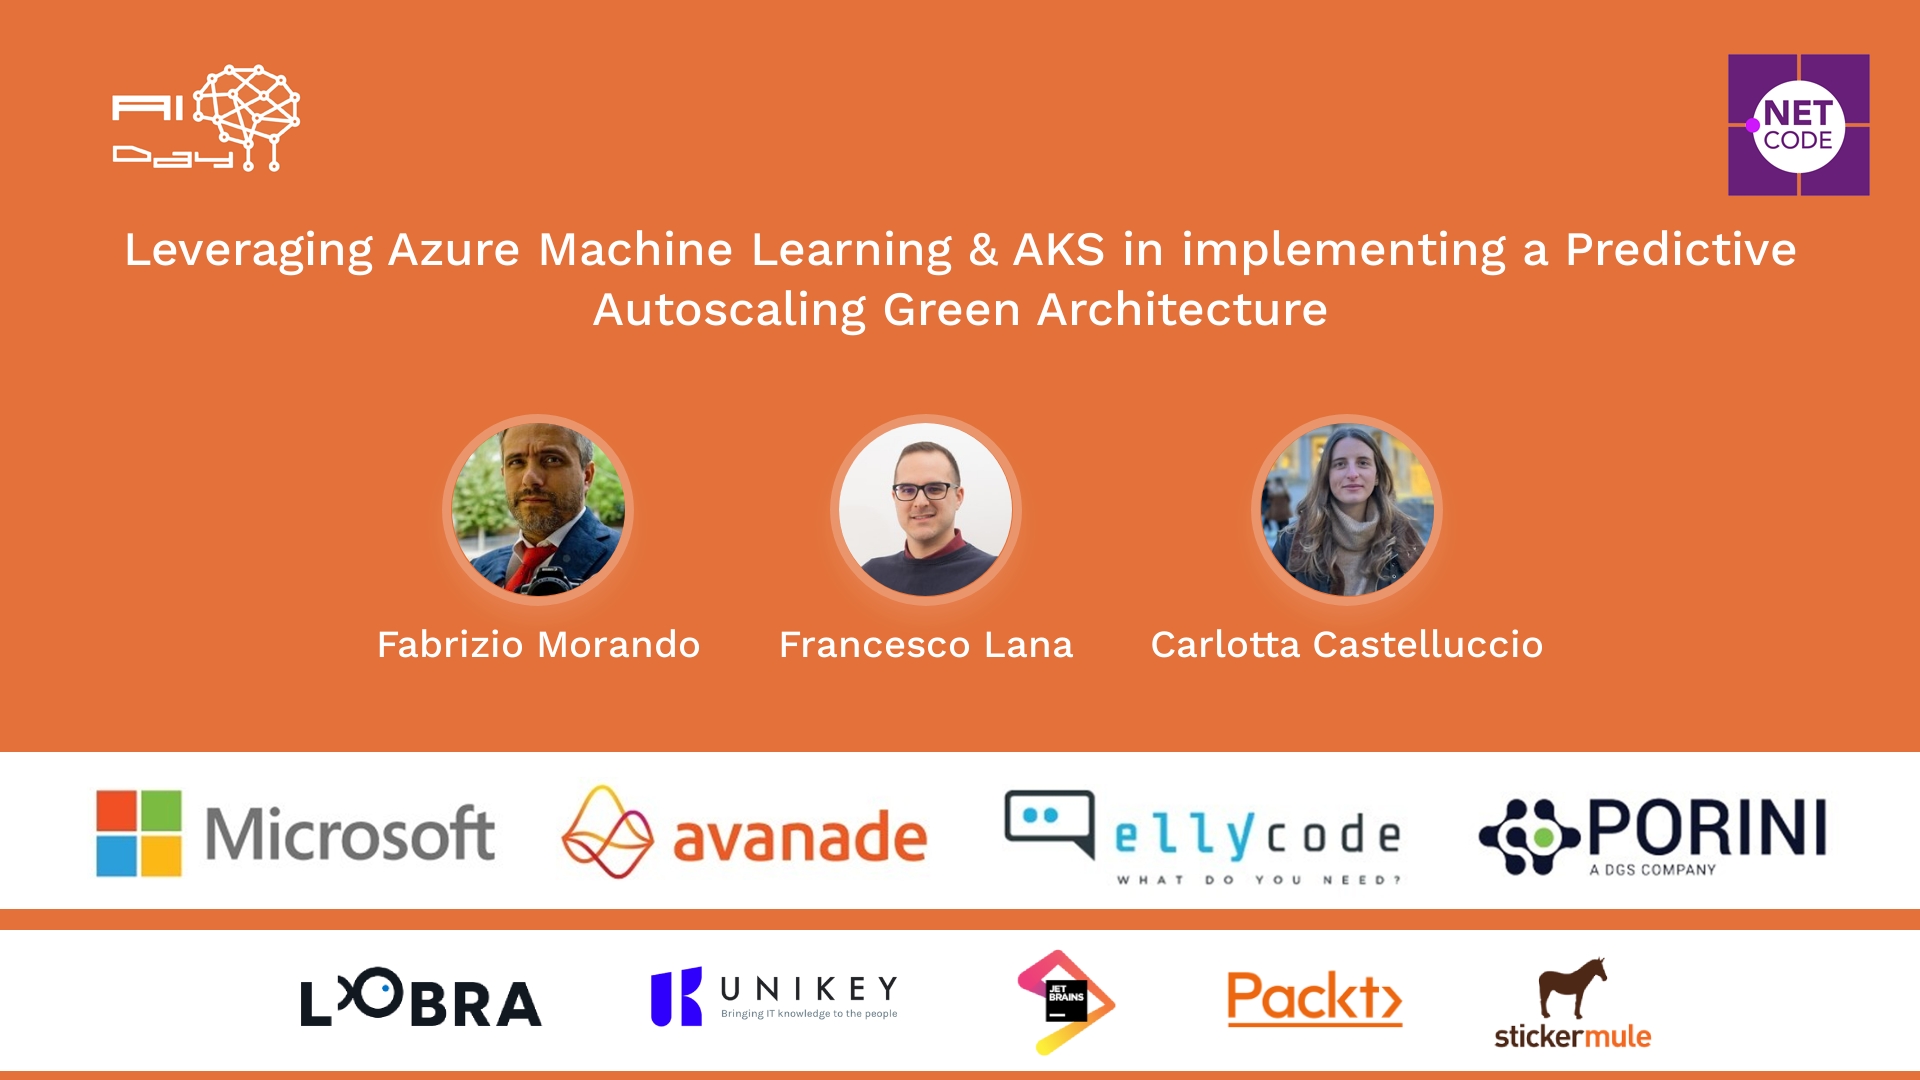 AI
Day
NET
CODE
Leveraging Azure Machine Learning & AKS in implementing a Predictive
Autoscaling Green Architecture
Fabrizio Morando
Francesco Lana
Carlotta Castelluccio
Microsoft
avanade
ellycode
WHAT DO YOU NEED?
PORINI
A DGS COMPANY
LOBRA
UNIKEY
Bringing IT knowledge to the people
JET
BRAINS
Packt>
stickermule